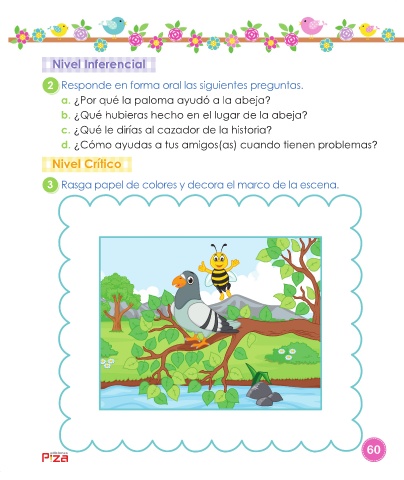 Nivel Inferencial
2 Responde en forma oral las siguientes preguntas.
a. ¿Por qué la paloma ayudó a la abeja?
b. ¿Qué hubieras hecho en el lugar de la abeja?
c. ¿Qué le dirías al cazador de la historia?
d. ¿Cómo ayudas a tus amigos(as) cuando tienen problemas?
Nivel Crítico
3 Rasga papel de colores y decora el marco de la escena.
60
P'za